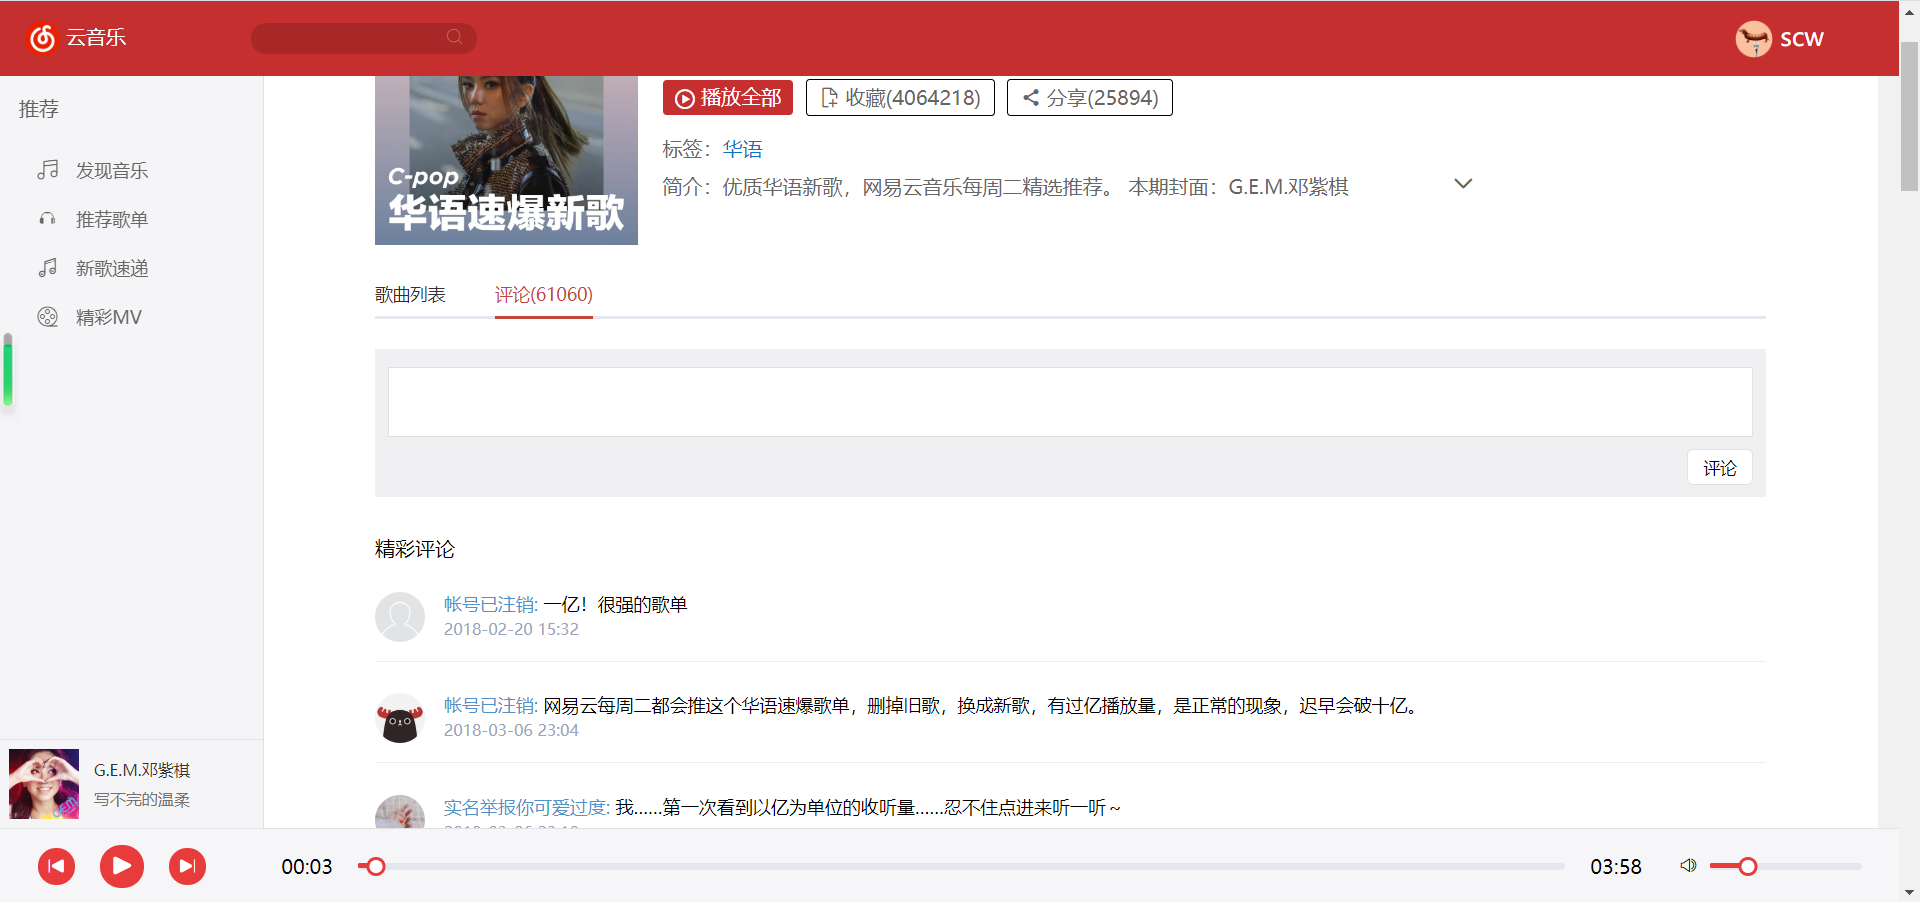 云音乐
SCW
推荐
发现音乐
推荐歌单
新歌速递
精彩MV
C-pop
华语速爆新歌
播放全部
收藏(4064218)
分享(25894)
标签：华语
简介：优质华语新歌，网易云音乐每周二精选推荐。 本期封面：G.E.M.邓紫棋
歌曲列表
评论(61060)
评论
精彩评论
帐号已注销: 一亿！很强的歌单
2018-02-20 15:32
帐号已注销: 网易云每周二都会推这个华语速爆歌单，删掉旧歌，换成新歌，有过亿播放量，是正常的现象，迟早会破十亿。
2018-03-06 23:04
实名举报你可爱过度: 我......第一次看到以亿为单位的收听量......忍不住点进来听一听～
G.E.M.邓紫棋
写不完的温柔
00:03
03:58